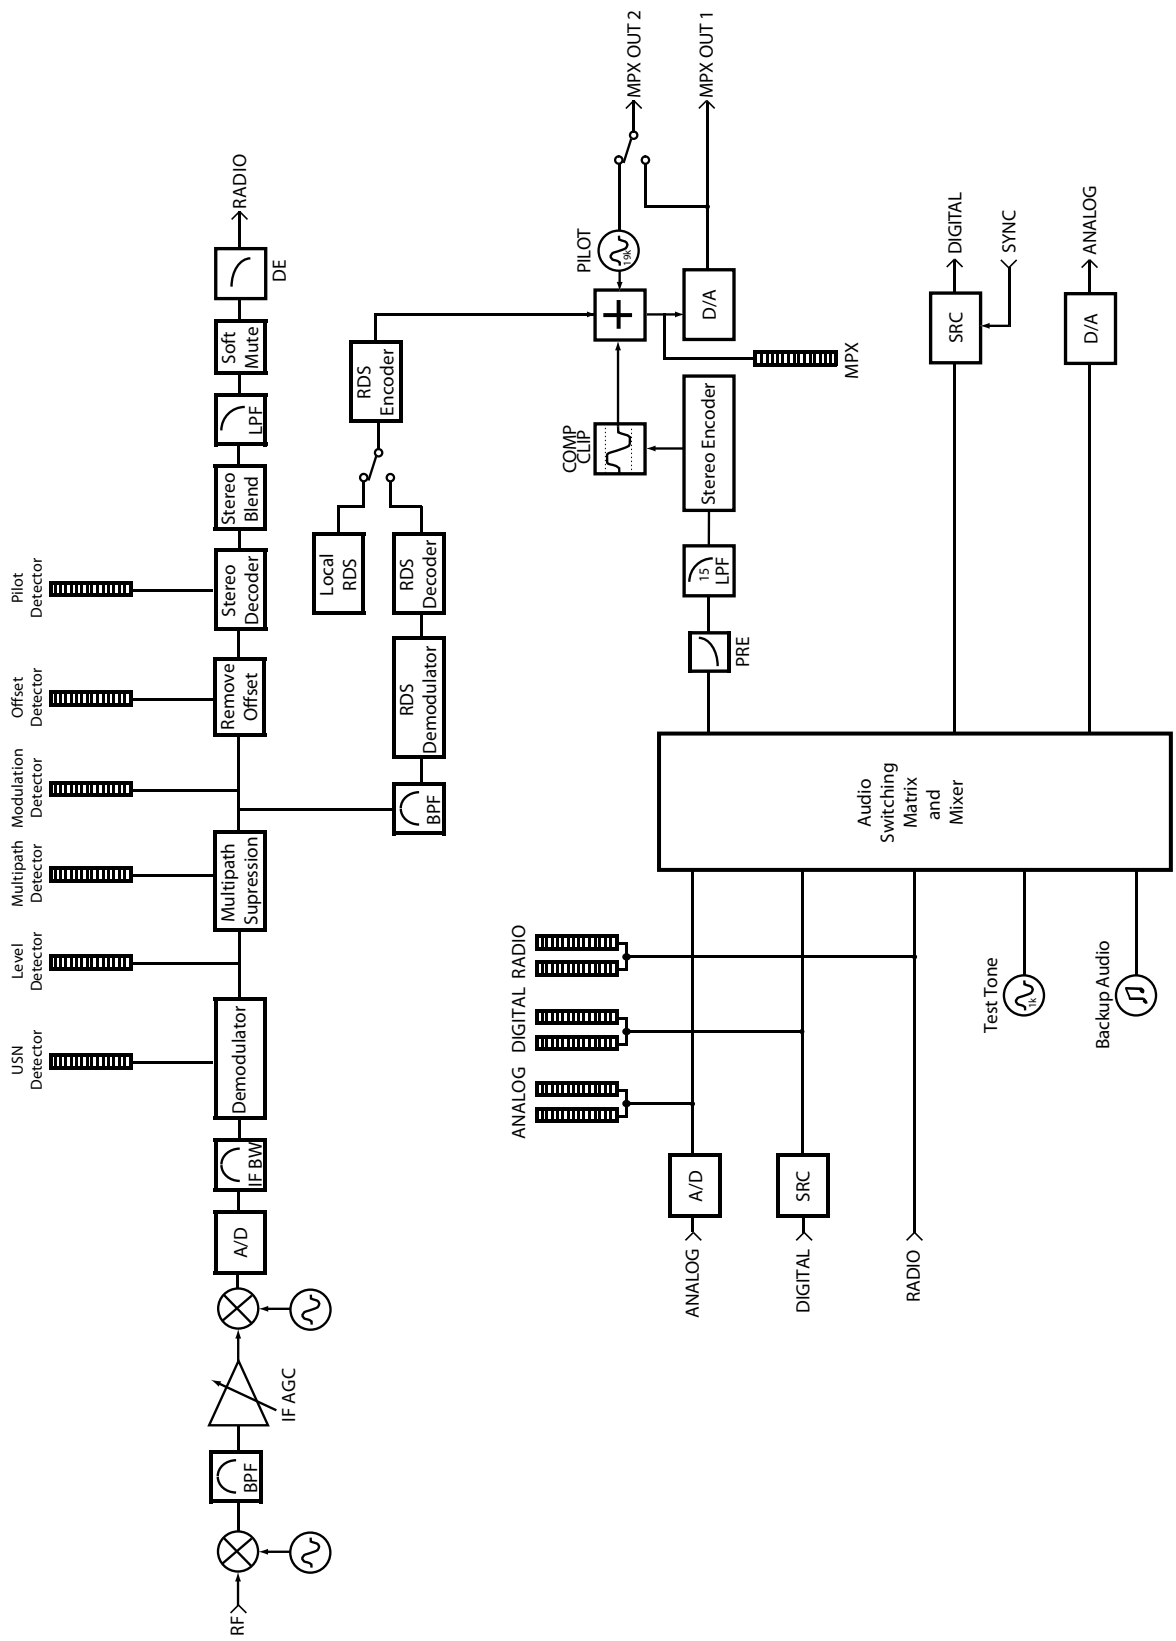 USN
Detector
Level
Detector
Multipath
Detector
Modulation
Detector
Offset
Detector
Pilot
Detector
RF
BPF
IF AGC
A/D
IF BW
Demodulator
Multipath
Supression
Remove
Offset
Stereo
Decoder
Stereo
Blend
LPF
Soft
Mute
DE
RADIO
BPF
RDS
Demodulator
RDS
Decoder
Local
RDS
RDS
Encoder
COMP
CLIP
PILOT
19k
MPX OUT 2
MPX OUT 1
D/A
MPX
Stereo Encoder
15
LPF
PRE
ANALOG
DIGITAL
RADIO
ANALOG
A/D
DIGITAL
SRC
RADIO
Test Tone
1k
Backup Audio
Audio
Switching
Matrix
and
Mixer
SRC
DIGITAL
SYNC
D/A
ANALOG